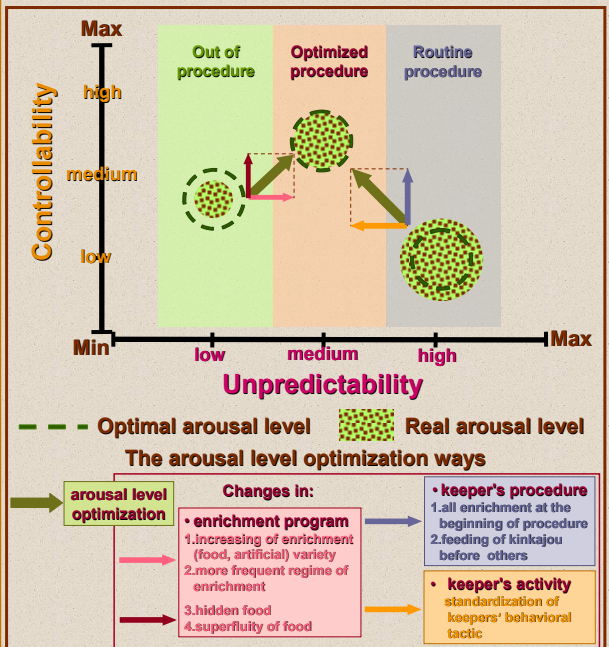 Max
Out of
procedure
Optimized
procedure
Routine
procedure
high
medium
low
Controllability
Min
low
medium
high
Max
Unpredictability
Optimal arousal level
Real arousal level
The arousal level optimization ways
arousal level
optimization
Changes in:
• enrichment program
1.increasing of enrichment
(food, artificial) variety
2.more frequent regime of
enrichment
3.hidden food
4.superfluity of food
• keeper's procedure
1.all enrichment at the
beginning of procedure
2.feeding of kinkajou
before others
• keeper's activity
standardization of
keepers' behavioral
tactic